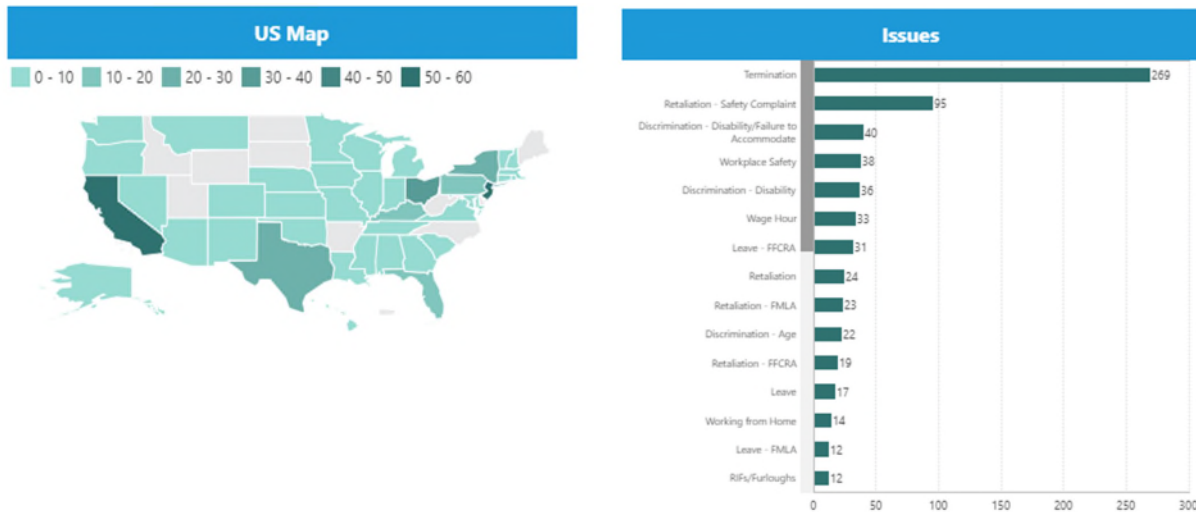 US Map
0 - 10 10 - 20 20 - 30 30 - 40 40 - 50 50 - 60
Issues
Termination 269
Retaliation - Safety Complaint 95
Discrimination - Disability/Failure to
Accommodate 40
Workplace Safety 38
Discrimination - Disability 36
Wage Hour 33
Leave - FFCRA 31
Retaliation 24
Retaliation - FMLA 23
Discrimination - Age 22
Retaliation - FFCRA 19
Leave 17
Working from Home 14
Leave - FMLA 12
RIFs/Furloughs 12
0 50 100 150 200 250 300